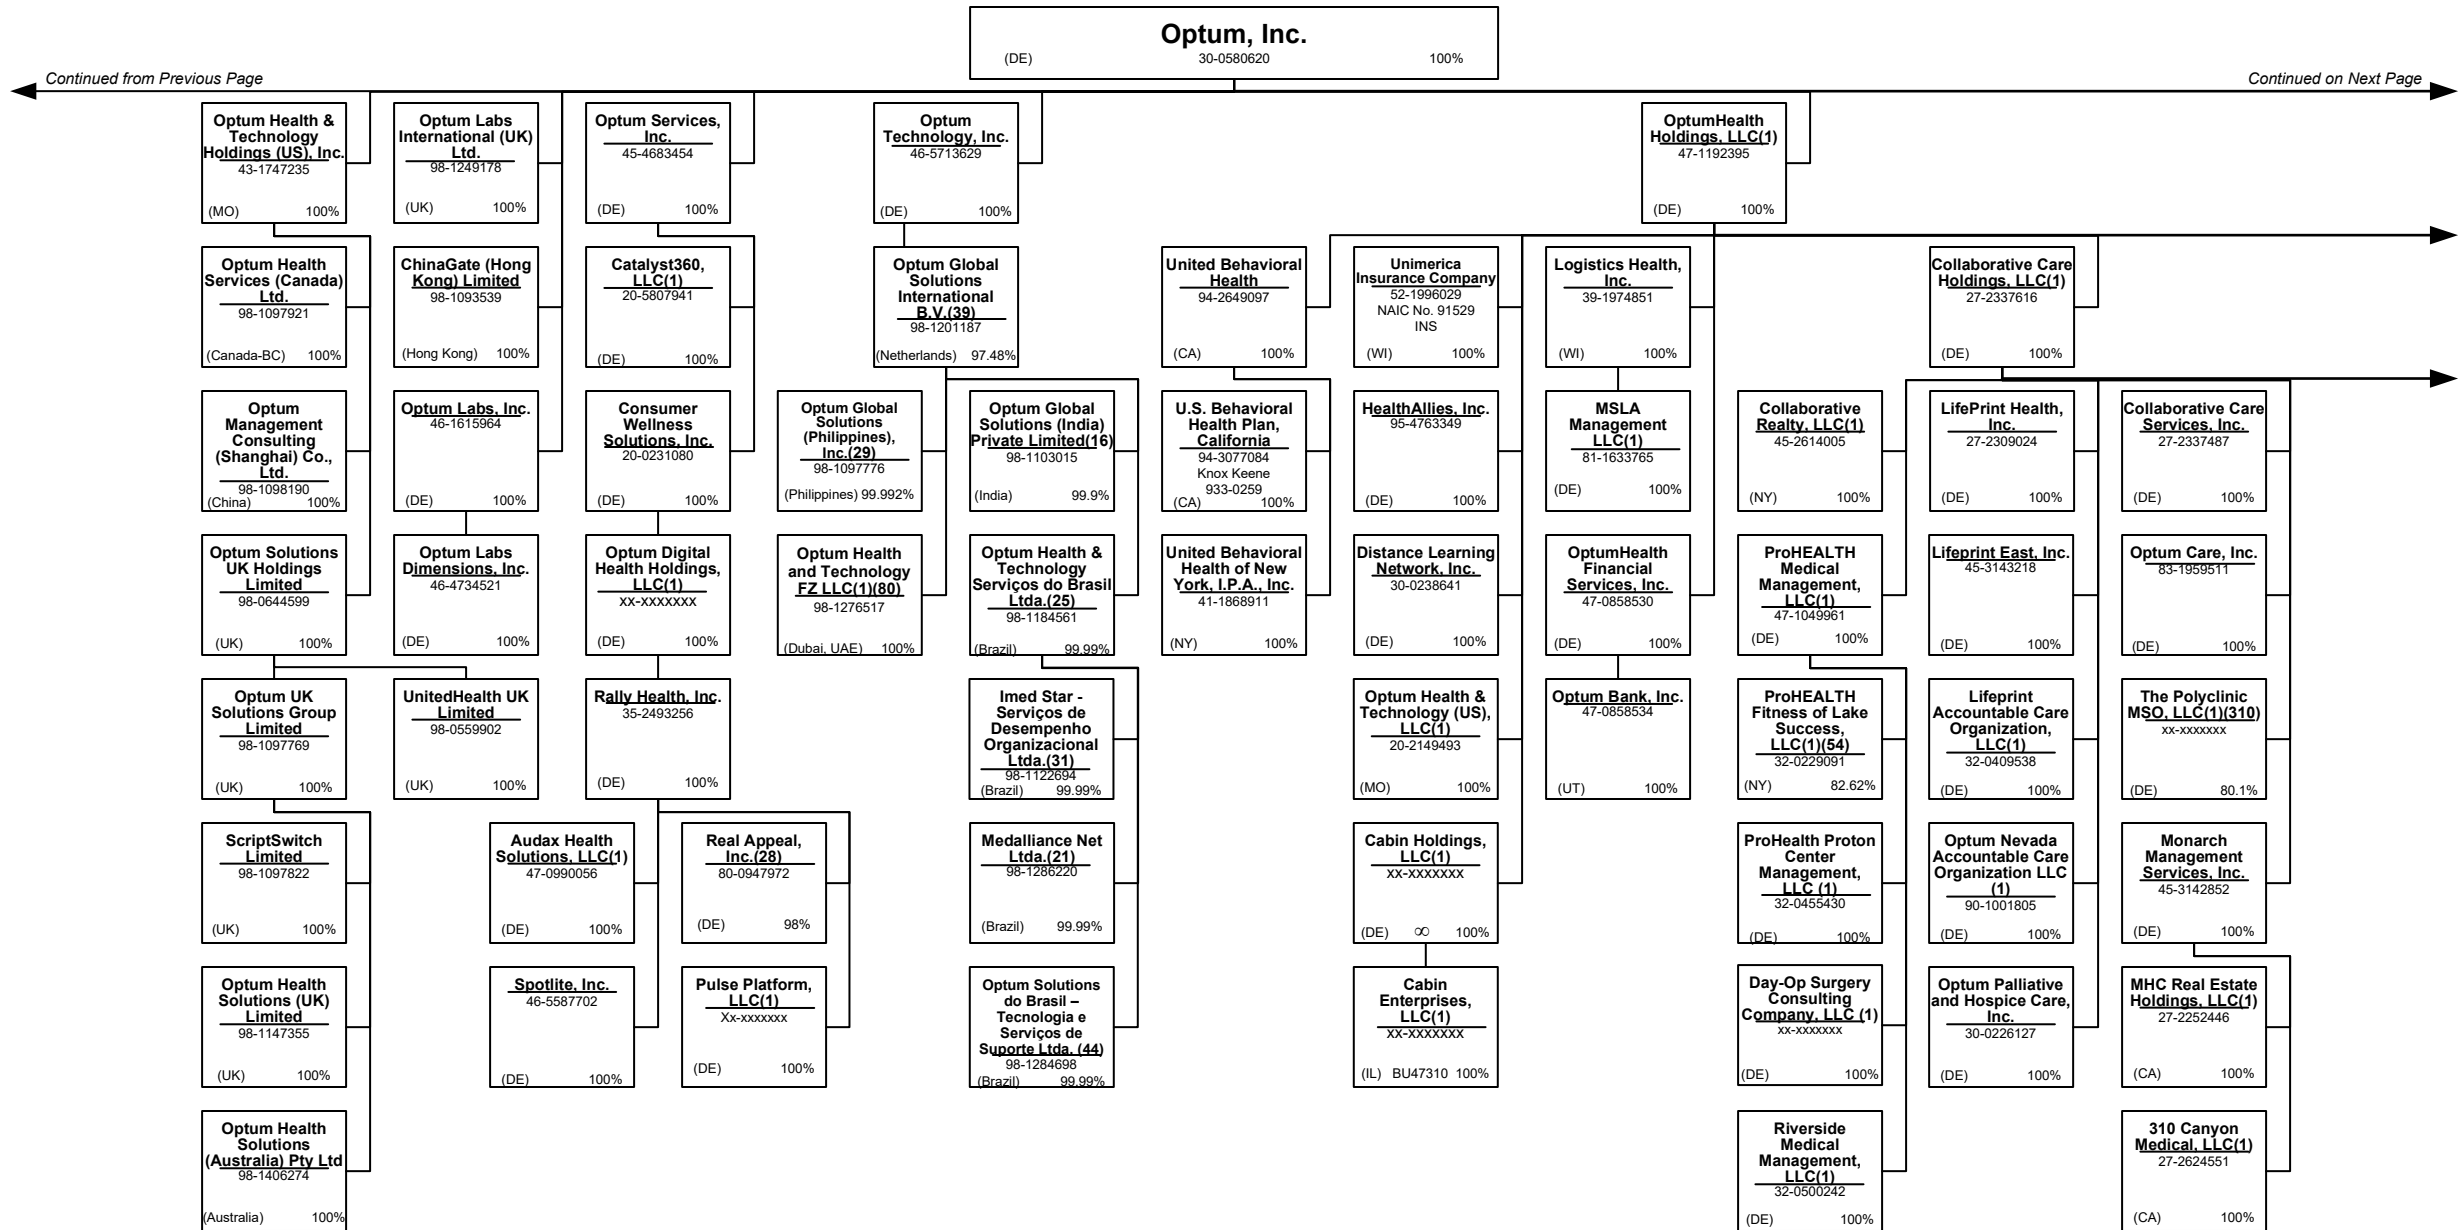 Optum, Inc.
(DE) 30-0580620 100%
Continued from Previous Page
Continued on Next Page
Optum Health &
Technology
Holdings (US), Inc.
43-1747235
(MO) 100%
Optum Labs
International (UK)
Ltd.
98-1249178
(UK) 100%
Optum Services,
Inc.
45-4683454
(DE) 100%
Optum
Technology, Inc.
46-5713629
(DE) 100%
OptumHealth
Holdings, LLC(1)
47-1192395
(DE) 100%
Optum Health
Services (Canada)
Ltd.
98-1097921
(Canada-BC) 100%
ChinaGate (Hong
Kong) Limited
98-1093539
(Hong Kong) 100%
Catalyst360,
LLC(1)
20-5807941
(DE) 100%
Optum Global
Solutions
International
B.V.(39)
98-1201187
(Netherlands) 97.48%
United Behavioral
Health
94-2649097
(CA) 100%
Unimerica
Insurance Company
52-1996029
NAIC No. 91529
INS
(WI) 100%
Logistics Health,
Inc.
39-1974851
(WI) 100%
Collaborative Care
Holdings, LLC(1)
27-2337616
(DE) 100%
Optum
Management
Consulting
(Shanghai) Co.,
Ltd.
98-1098190
(China) 100%
Optum Labs, Inc.
46-1615964
(DE) 100%
Consumer
Wellness
Solutions, Inc.
20-0231080
(DE) 100%
Optum Global
Solutions
(Philippines),
Inc.(29)
98-1097776
(Philippines) 99.992%
Optum Global
Solutions (India)
Private Limited(16)
98-1103015
(India) 99.9%
U.S. Behavioral
Health Plan,
California
94-3077084
Knox Keene
933-0259
(CA) 100%
HealthAllies, Inc.
95-4763349
(DE) 100%
MSLA
Management
LLC(1)
81-1633765
(DE) 100%
Collaborative
Realty, LLC(1)
45-2614005
(NY) 100%
LifePrint Health,
Inc.
27-2309024
(DE) 100%
Collaborative Care
Services, Inc.
27-2337487
(DE) 100%
Optum Solutions
UK Holdings
Limited
98-0644599
(UK) 100%
Optum Labs
Dimensions, Inc.
46-4734521
(DE) 100%
Optum Digital
Health Holdings,
LLC(1)
xx-xxxxxxx
(DE) 100%
Optum Health
and Technology
FZ LLC(1)(80)
98-1276517
(Dubai, UAE) 100%
Optum Health &
Technology
Serviços do Brasil
Ltda.(25)
98-1184561
(Brazil) 99.99%
United Behavioral
Health of New
York, I.P.A., Inc.
41-1868911
(NY) 100%
Distance Learning
Network, Inc.
30-0238641
(DE) 100%
OptumHealth
Financial
Services, Inc.
47-0858530
(DE) 100%
ProHEALTH
Medical
Management,
LLC(1)
47-1049961
(DE) 100%
Lifeprint East, Inc.
45-3143218
(DE) 100%
Optum Care, Inc.
83-1959511
(DE) 100%
Optum UK
Solutions Group
Limited
98-1097769
(UK) 100%
UnitedHealth UK
Limited
98-0559902
(UK) 100%
Rally Health, Inc.
35-2493256
(DE) 100%
Imed Star -
Serviços de
Desempenho
Organizacional
Ltda.(31)
98-1122694
(Brazil) 99.99%
Optum Health &
Technology (US),
LLC(1)
20-2149493
(MO) 100%
Optum Bank, Inc.
47-0858534
(UT) 100%
ProHEALTH
Fitness of Lake
Success,
LLC(1)(54)
32-0229091
(NY) 82.62%
Lifeprint
Accountable Care
Organization,
LLC(1)
32-0409538
(DE) 100%
The Polyclinic
MSO, LLC(1)(310)
xx-xxxxxxx
(DE) 80.1%
ScriptSwitch
Limited
98-1097822
(UK) 100%
Audax Health
Solutions, LLC(1)
47-0990056
(DE) 100%
Real Appeal,
Inc.(28)
80-0947972
(DE) 98%
Medalliance Net
Ltda.(21)
98-1286220
(Brazil) 99.99%
Cabin Holdings,
LLC(1)
xx-xxxxxxx
(DE) ∞ 100%
ProHealth Proton
Center
Management,
LLC (1)
32-0455430
(DE) 100%
Optum Nevada
Accountable Care
Organization LLC
(1)
90-1001805
(DE) 100%
Monarch
Management
Services, Inc.
45-3142852
(DE) 100%
Optum Health
Solutions (UK)
Limited
98-1147355
(UK) 100%
Spotlite, Inc.
46-5587702
(DE) 100%
Pulse Platform,
LLC(1)
Xx-xxxxxxx
(DE) 100%
Optum Solutions
do Brasil –
Tecnologia e
Serviços de
Suporte Ltda. (44)
98-1284698
(Brazil) 99.99%
Cabin
Enterprises,
LLC(1)
xx-xxxxxxx
(IL) BU47310 100%
Day-Op Surgery
Consulting
Company, LLC (1)
xx-xxxxxxx
(DE) 100%
Optum Palliative
and Hospice Care,
Inc.
30-0226127
(DE) 100%
MHC Real Estate
Holdings, LLC(1)
27-2252446
(CA) 100%
Optum Health
Solutions
(Australia) Pty Ltd
98-1406274
(Australia) 100%
Riverside
Medical
Management,
LLC(1)
32-0500242
(DE) 100%
310 Canyon
Medical, LLC(1)
27-2624551
(CA) 100%